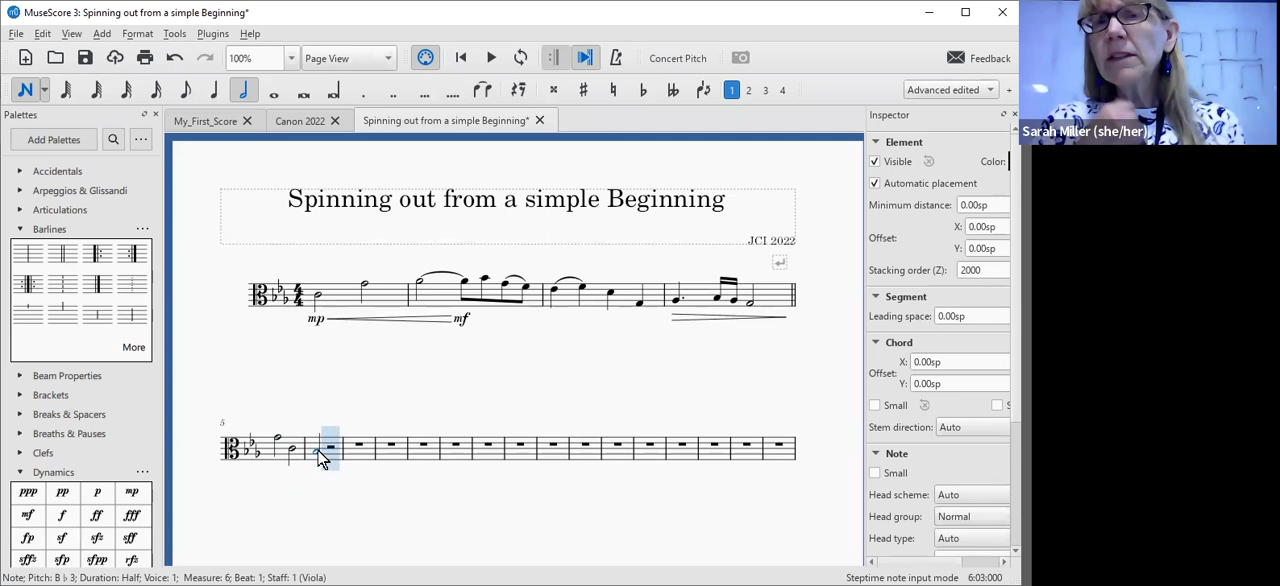 MuseScore 3: Spinning out from a simple Beginning*
File Edit View Add Format Tools Plugins Help
100% Page View Concert Pitch Feedback
1 2 3 4 Advanced edited +
Palettes
My_First_Score Canon 2022 Spinning out from a simple Beginning*
Inspector
Add Palettes ...
Accidentals
Arpeggios & Glissandi
Articulations
Barlines ...
More
Beam Properties
Brackets
Breaks & Spacers
Breaths & Pauses
Clefs
Dynamics ...
ppp pp p mp
mf f ff fff
fp sf sfz sff
sffz sfp sfpp rfz
Spinning out from a simple Beginning
JCI 2022
mp mf
5
Element
Visible Color:
Automatic placement
Minimum distance: 0.00sp
Offset: X: 0.00sp
Y: 0.00sp
Stacking order (Z): 2000
Segment
Leading space: 0.00sp
Chord
Offset: X: 0.00sp
Y: 0.00sp
Small S
Stem direction: Auto
Note
Small
Head scheme: Auto
Head group: Normal
Head type: Auto
Note; Pitch: B♭3; Duration: Half; Voice: 1; Measure: 6; Beat: 1; Staff: 1 (Viola)
Steptime note input mode 6:03:000
Sarah Miller (she/her)